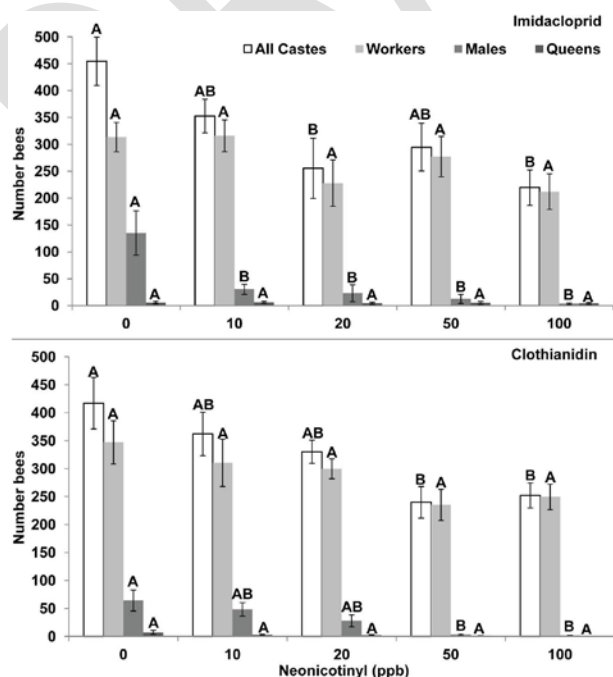 Imidacloprid
500
450
400
350
300
250
200
150
100
50
0
Number bees
All Castes Workers Males Queens
A A A A
AB A B A
B A B A
AB A B A
B A B A
0 10 20 50 100
Clothianidin
500
450
400
350
300
250
200
150
100
50
0
Number bees
A A A A
AB A AB A
AB A AB A
B A B A
B A B A
0 10 20 50 100
Neonicotinyl (ppb)